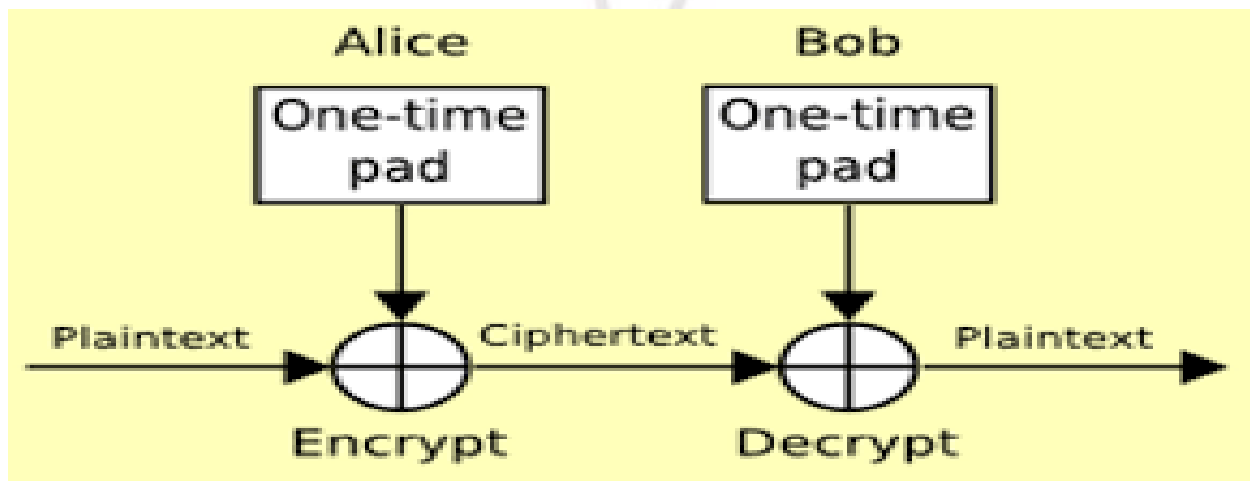 Alice
Bob
One-time
pad
One-time
pad
Plaintext
Ciphertext
Plaintext
Encrypt
Decrypt